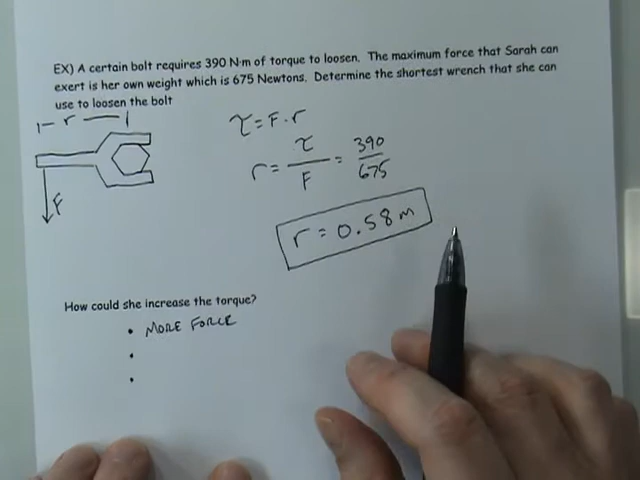 EX) A certain bolt requires 390 N·m of torque to loosen. The maximum force that Sarah can
exert is her own weight which is 675 Newtons. Determine the shortest wrench that she can
use to loosen the bolt
r
τ = F · r
r = τ / F = 390 / 675
F
r = 0.58 m
How could she increase the torque?
• MORE FORCE
•
•